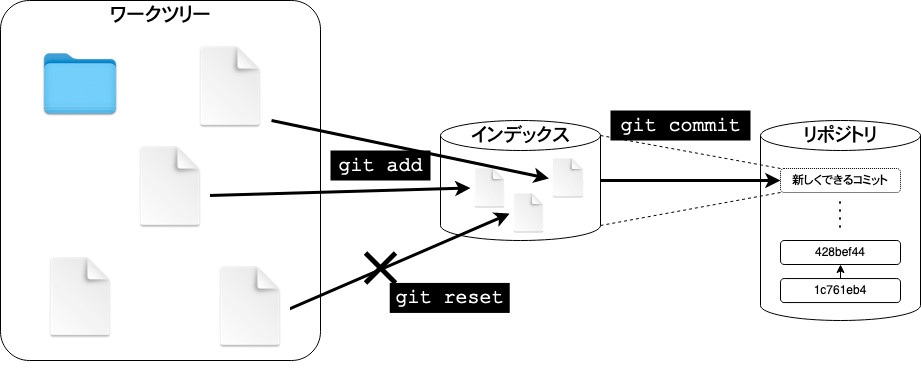 ワークツリー
インデックス
リポジトリ
git add
git commit
git reset
新しくできるコミット
428bef44
1c761eb4